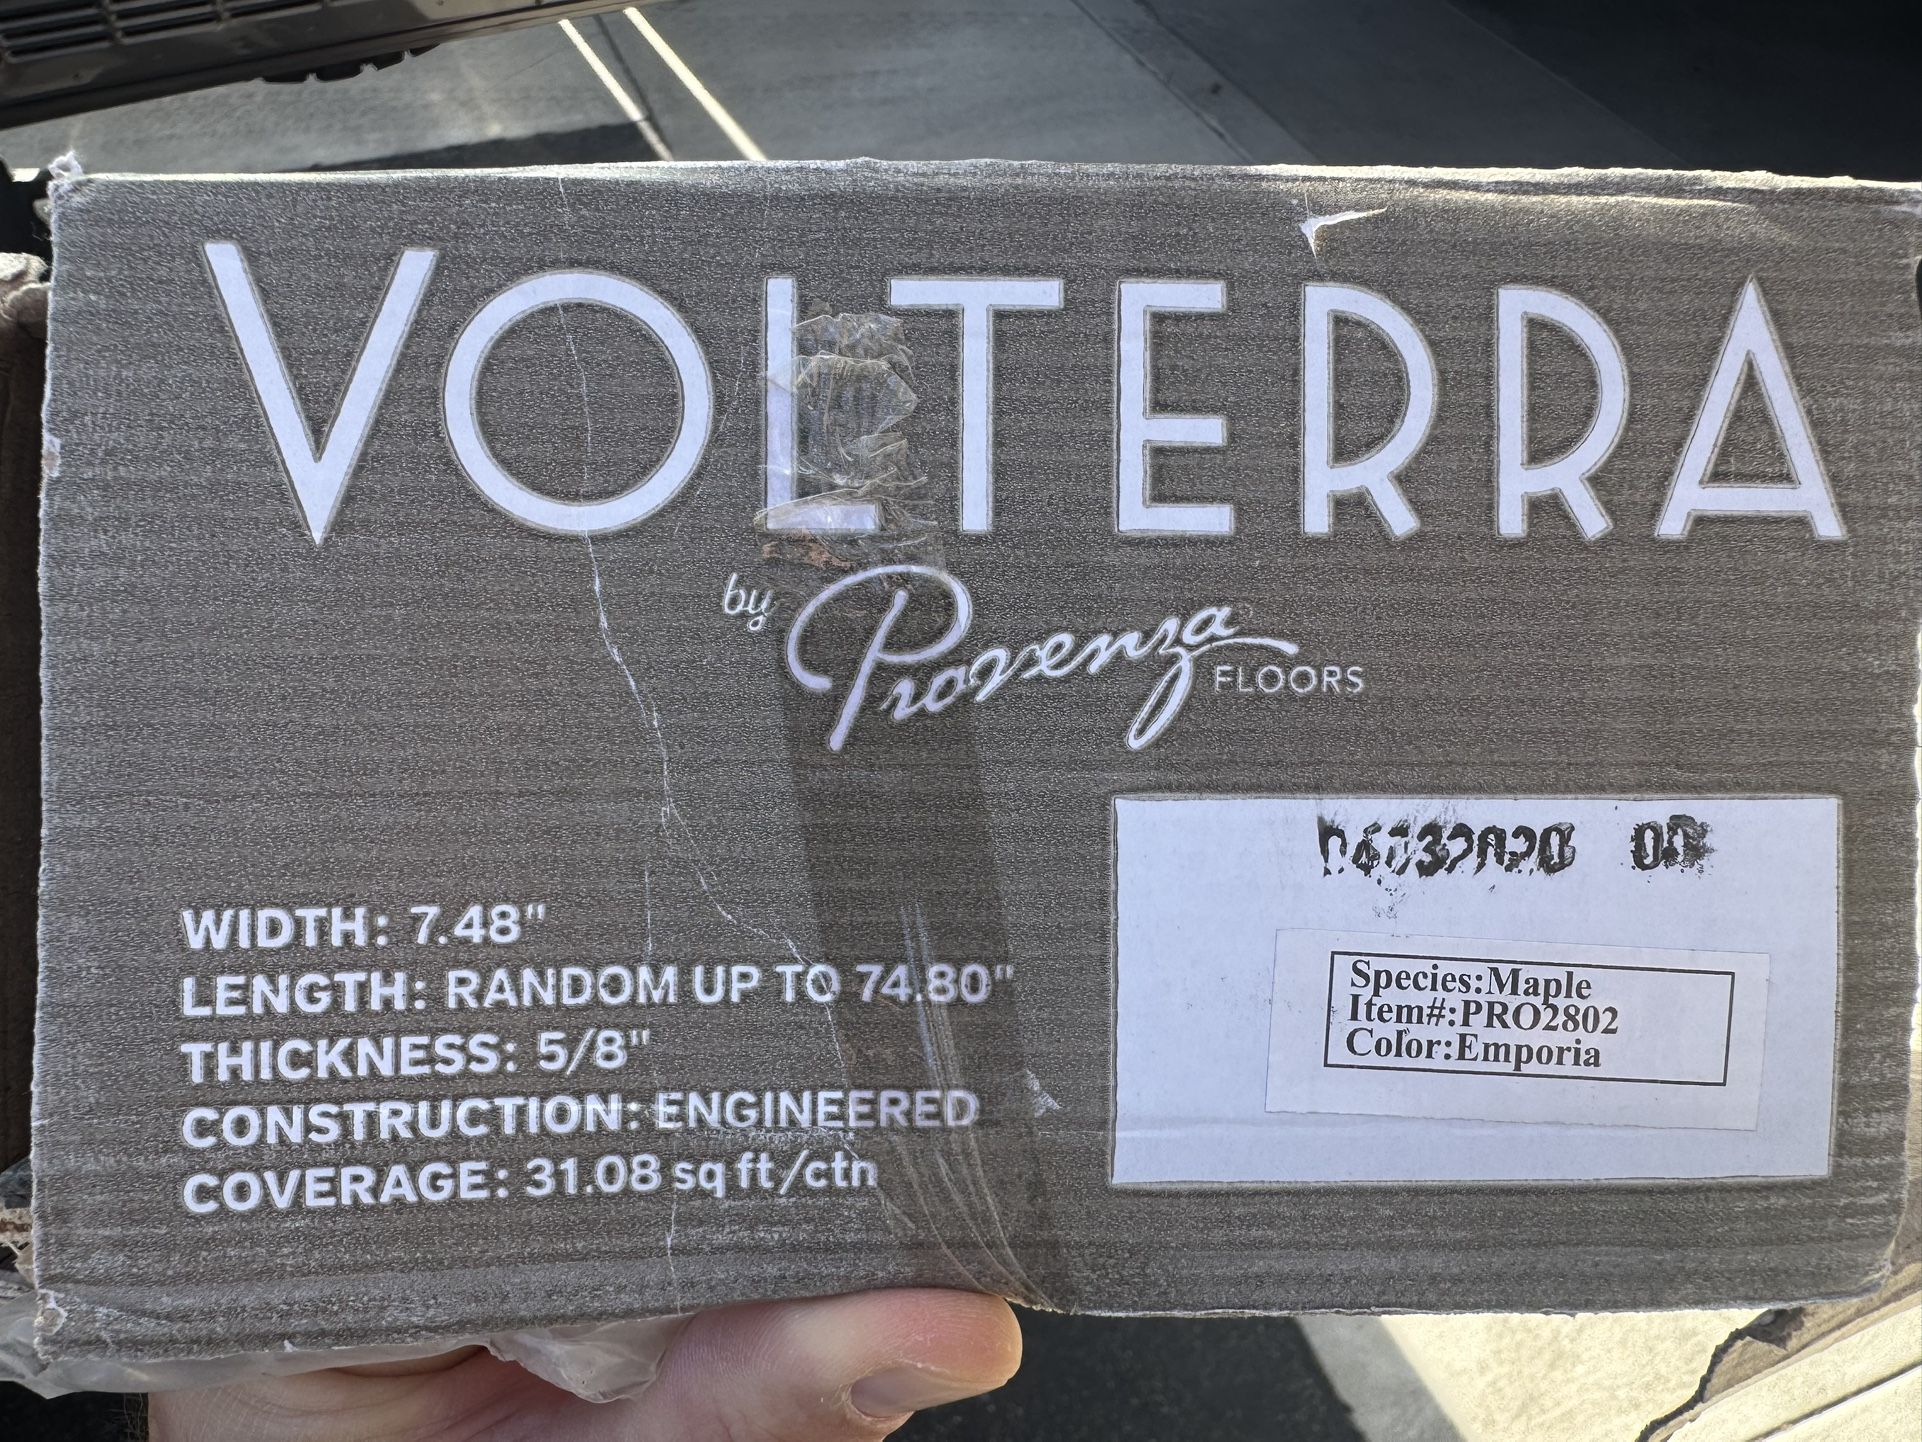 VOLTERRA
by Provenza FLOORS
WIDTH: 7.48"
LENGTH: RANDOM UP TO 74.80"
THICKNESS: 5/8"
CONSTRUCTION: ENGINEERED
COVERAGE: 31.08 sq ft/ctn
Species:Maple
Item#:PRO2802
Color:Emporia